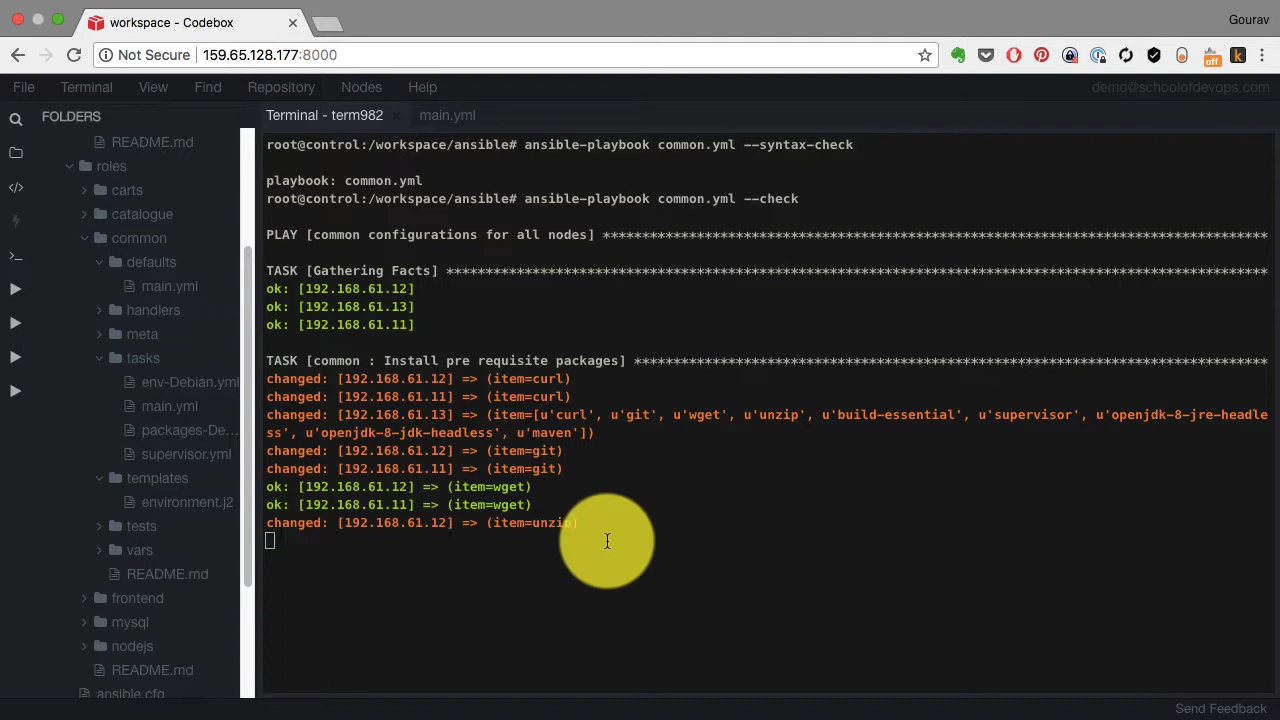 workspace - Codebox
Gourav
Not Secure 159.65.128.177:8000
off
k
File Terminal View Find Repository Nodes Help demo@schoolofdevops.com
FOLDERS
README.md
roles
carts
catalogue
common
defaults
main.yml
handlers
meta
tasks
env-Debian.yml
main.yml
packages-De...
supervisor.yml
templates
environment.j2
tests
vars
README.md
frontend
mysql
nodejs
README.md
ansible.cfg
Terminal - term982 main.yml
root@control:/workspace/ansible# ansible-playbook common.yml --syntax-check
playbook: common.yml
root@control:/workspace/ansible# ansible-playbook common.yml --check
PLAY [common configurations for all nodes] *************************************************************************************
TASK [Gathering Facts] *********************************************************************************************************
ok: [192.168.61.12]
ok: [192.168.61.13]
ok: [192.168.61.11]
TASK [common : Install pre requisite packages] *********************************************************************************
changed: [192.168.61.12] => (item=curl)
changed: [192.168.61.11] => (item=curl)
changed: [192.168.61.13] => (item=[u'curl', u'git', u'wget', u'unzip', u'build-essential', u'supervisor', u'openjdk-8-jre-headle
ss', u'openjdk-8-jdk-headless', u'maven'])
changed: [192.168.61.12] => (item=git)
changed: [192.168.61.11] => (item=git)
ok: [192.168.61.12] => (item=wget)
ok: [192.168.61.11] => (item=wget)
changed: [192.168.61.12] => (item=unzip)
Send Feedback